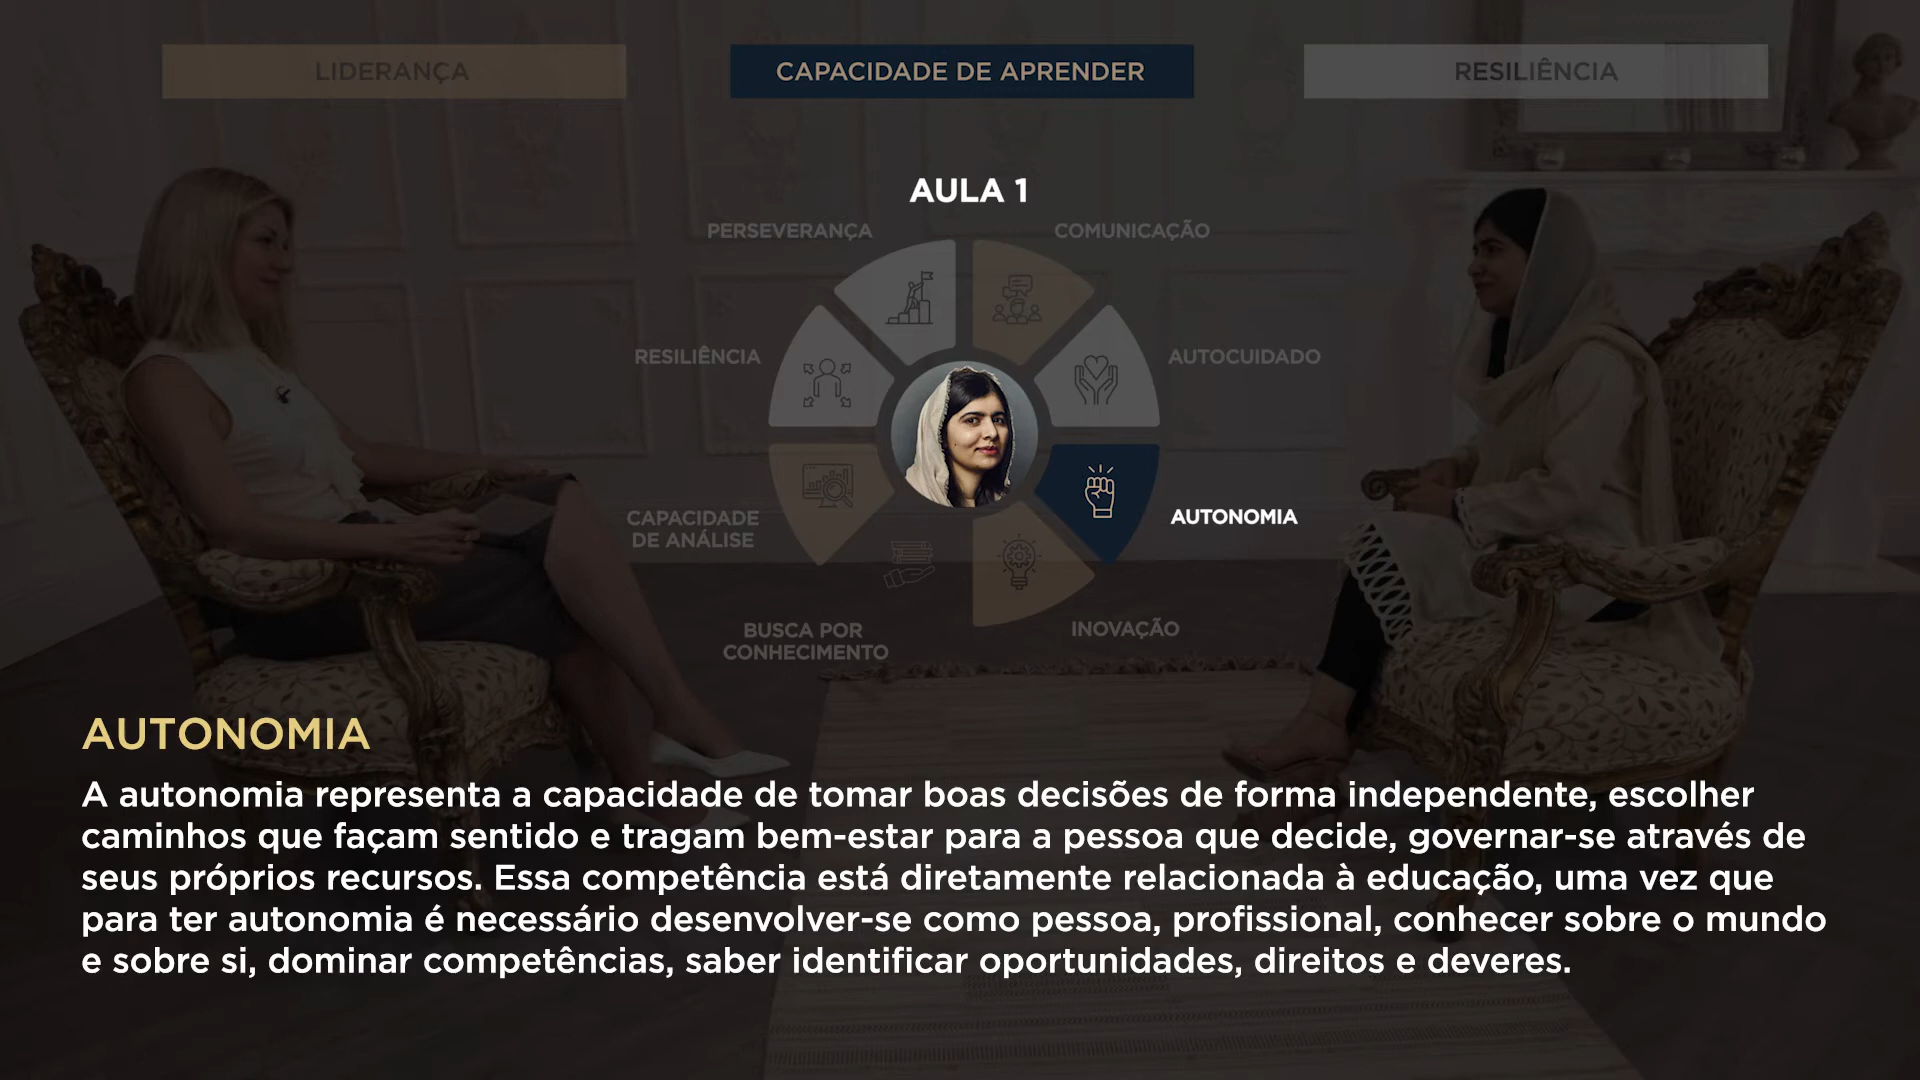 LIDERANÇA
CAPACIDADE DE APRENDER
RESILIÊNCIA
AULA 1
PERSEVERANÇA
COMUNICAÇÃO
RESILIÊNCIA
AUTOCUIDADO
CAPACIDADE
DE ANÁLISE
AUTONOMIA
BUSCA POR
CONHECIMENTO
INOVAÇÃO
AUTONOMIA
A autonomia representa a capacidade de tomar boas decisões de forma independente, escolher
caminhos que façam sentido e tragam bem-estar para a pessoa que decide, governar-se através de
seus próprios recursos. Essa competência está diretamente relacionada à educação, uma vez que
para ter autonomia é necessário desenvolver-se como pessoa, profissional, conhecer sobre o mundo
e sobre si, dominar competências, saber identificar oportunidades, direitos e deveres.